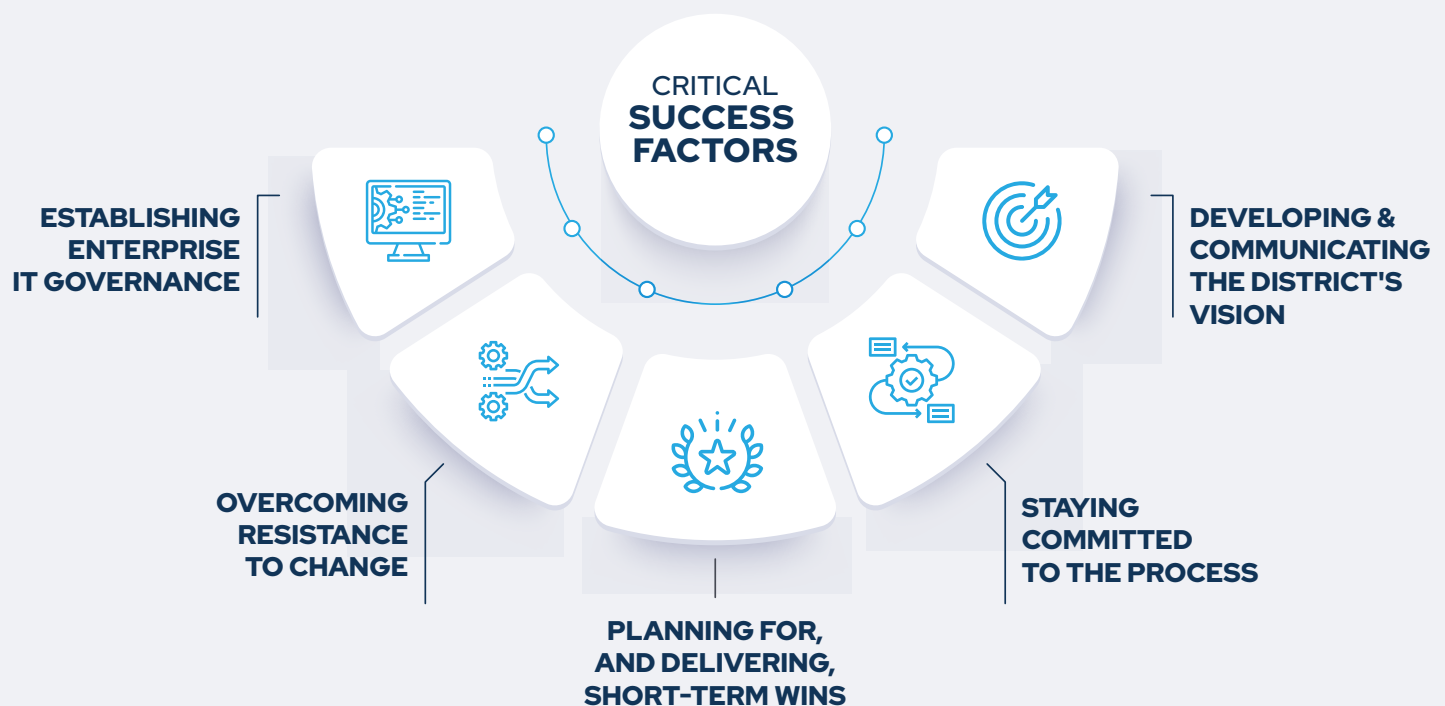 CRITICAL
SUCCESS
FACTORS
ESTABLISHING
ENTERPRISE
IT GOVERNANCE
OVERCOMING
RESISTANCE
TO CHANGE
PLANNING FOR,
AND DELIVERING,
SHORT-TERM WINS
STAYING
COMMITTED
TO THE PROCESS
DEVELOPING &
COMMUNICATING
THE DISTRICT'S
VISION